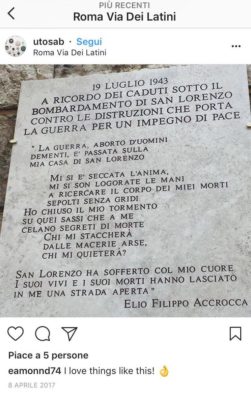 PIÙ RECENTI
Roma Via Dei Latini
utosab • Segui
Roma Via Dei Latini
19 LUGLIO 1943
A RICORDO DEI CADUTI SOTTO IL
BOMBARDAMENTO DI SAN LORENZO
CONTRO LE DISTRUZIONI CHE PORTA
LA GUERRA PER UN IMPEGNO DI PACE
"LA GUERRA, ABORTO D'UOMINI
DEMENTI, E' PASSATA SULLA
MIA CASA DI SAN LORENZO
MI SI E' SECCATA L'ANIMA,
MI SI SON LOGORATE LE MANI
A RICERCARE IL CORPO DEI MIEI MORTI
SEPOLTI SENZA GRIDI
HO CHIUSO IL MIO TORMENTO
SU QUEI SASSI CHE A ME
CELANO SEGRETI DI MORTE
CHI MI STACCHERÀ
DALLE MACERIE ARSE,
CHI MI QUIETERÀ?
SAN LORENZO HA SOFFERTO COL MIO CUORE
I SUOI VIVI E I SUOI MORTI HANNO LASCIATO
IN ME UNA STRADA APERTA"
ELIO FILIPPO ACCROCCA
Piace a 5 persone
eamonnd74 I love things like this! 👌
8 APRILE 2017